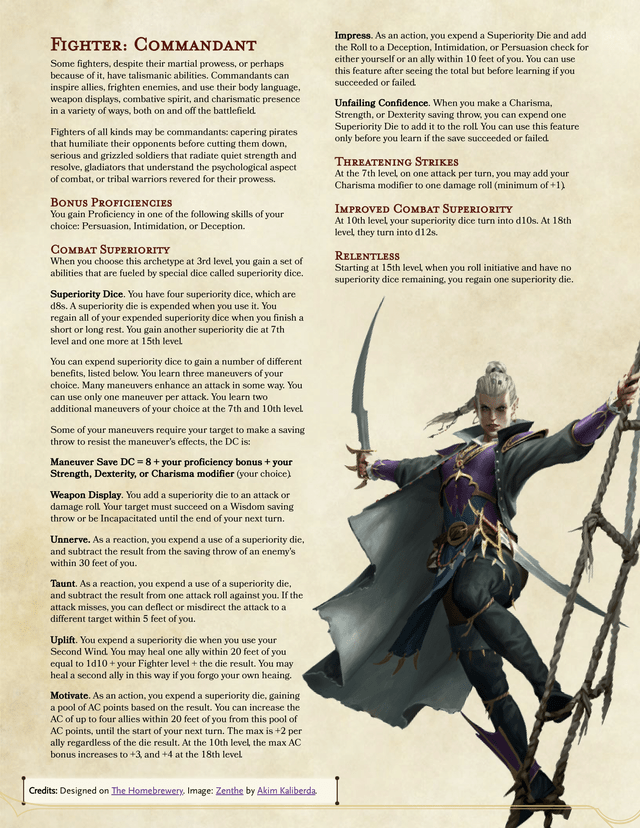 Fighter: Commandant
Some fighters, despite their martial prowess, or perhaps
because of it, have talismanic abilities. Commandants can
inspire allies, frighten enemies, and use their body language,
weapon displays, combative spirit, and charismatic presence
in a variety of ways, both on and off the battlefield.
Fighters of all kinds may be commandants: capering pirates
that humiliate their opponents before cutting them down,
serious and grizzled soldiers that radiate quiet strength and
resolve, gladiators that understand the psychological aspect
of combat, or tribal warriors revered for their prowess.
Bonus Proficiencies
You gain Proficiency in one of the following skills of your
choice: Persuasion, Intimidation, or Deception.
Combat Superiority
When you choose this archetype at 3rd level, you gain a set of
abilities that are fueled by special dice called superiority dice.
Superiority Dice. You have four superiority dice, which are
d8s. A superiority die is expended when you use it. You
regain all of your expended superiority dice when you finish a
short or long rest. You gain another superiority die at 7th
level and one more at 15th level.
You can expend superiority dice to gain a number of different
benefits, listed below. You learn three maneuvers of your
choice. Many maneuvers enhance an attack in some way. You
can use only one maneuver per attack. You learn two
additional maneuvers of your choice at the 7th and 10th level.
Some of your maneuvers require your target to make a saving
throw to resist the maneuver's effects, the DC is:
Maneuver Save DC = 8 + your proficiency bonus + your
Strength, Dexterity, or Charisma modifier (your choice).
Weapon Display. You add a superiority die to an attack or
damage roll. Your target must succeed on a Wisdom saving
throw or be Incapacitated until the end of your next turn.
Unnerve. As a reaction, you expend a use of a superiority die,
and subtract the result from the saving throw of an enemy's
within 30 feet of you.
Taunt. As a reaction, you expend a use of a superiority die,
and subtract the result from one attack roll against you. If the
attack misses, you can deflect or misdirect the attack to a
different target within 5 feet of you.
Uplift. You expend a superiority die when you use your
Second Wind. You may heal one ally within 20 feet of you
equal to 1d10 + your Fighter level + the die result. You may
heal a second ally in this way if you forgo your own heaing.
Motivate. As an action, you expend a superiority die, gaining
a pool of AC points based on the result. You can increase the
AC of up to four allies within 20 feet of you from this pool of
AC points, until the start of your next turn. The max is +2 per
ally regardless of the die result. At the 10th level, the max AC
bonus increases to +3, and +4 at the 18th level.
Impress. As an action, you expend a Superiority Die and add
the Roll to a Deception, Intimidation, or Persuasion check for
either yourself or an ally within 10 feet of you. You can use
this feature after seeing the total but before learning if you
succeeded or failed.
Unfailing Confidence. When you make a Charisma,
Strength, or Dexterity saving throw, you can expend one
Superiority Die to add it to the roll. You can use this feature
only before you learn if the save succeeded or failed.
Threatening Strikes
At the 7th level, on one attack per turn, you may add your
Charisma modifier to one damage roll (minimum of +1).
Improved Combat Superiority
At 10th level, your superiority dice turn into d10s. At 18th
level, they turn into d12s.
Relentless
Starting at 15th level, when you roll initiative and have no
superiority dice remaining, you regain one superiority die.
Credits: Designed on The Homebrewery. Image: Zenthe by Akim Kaliberda.